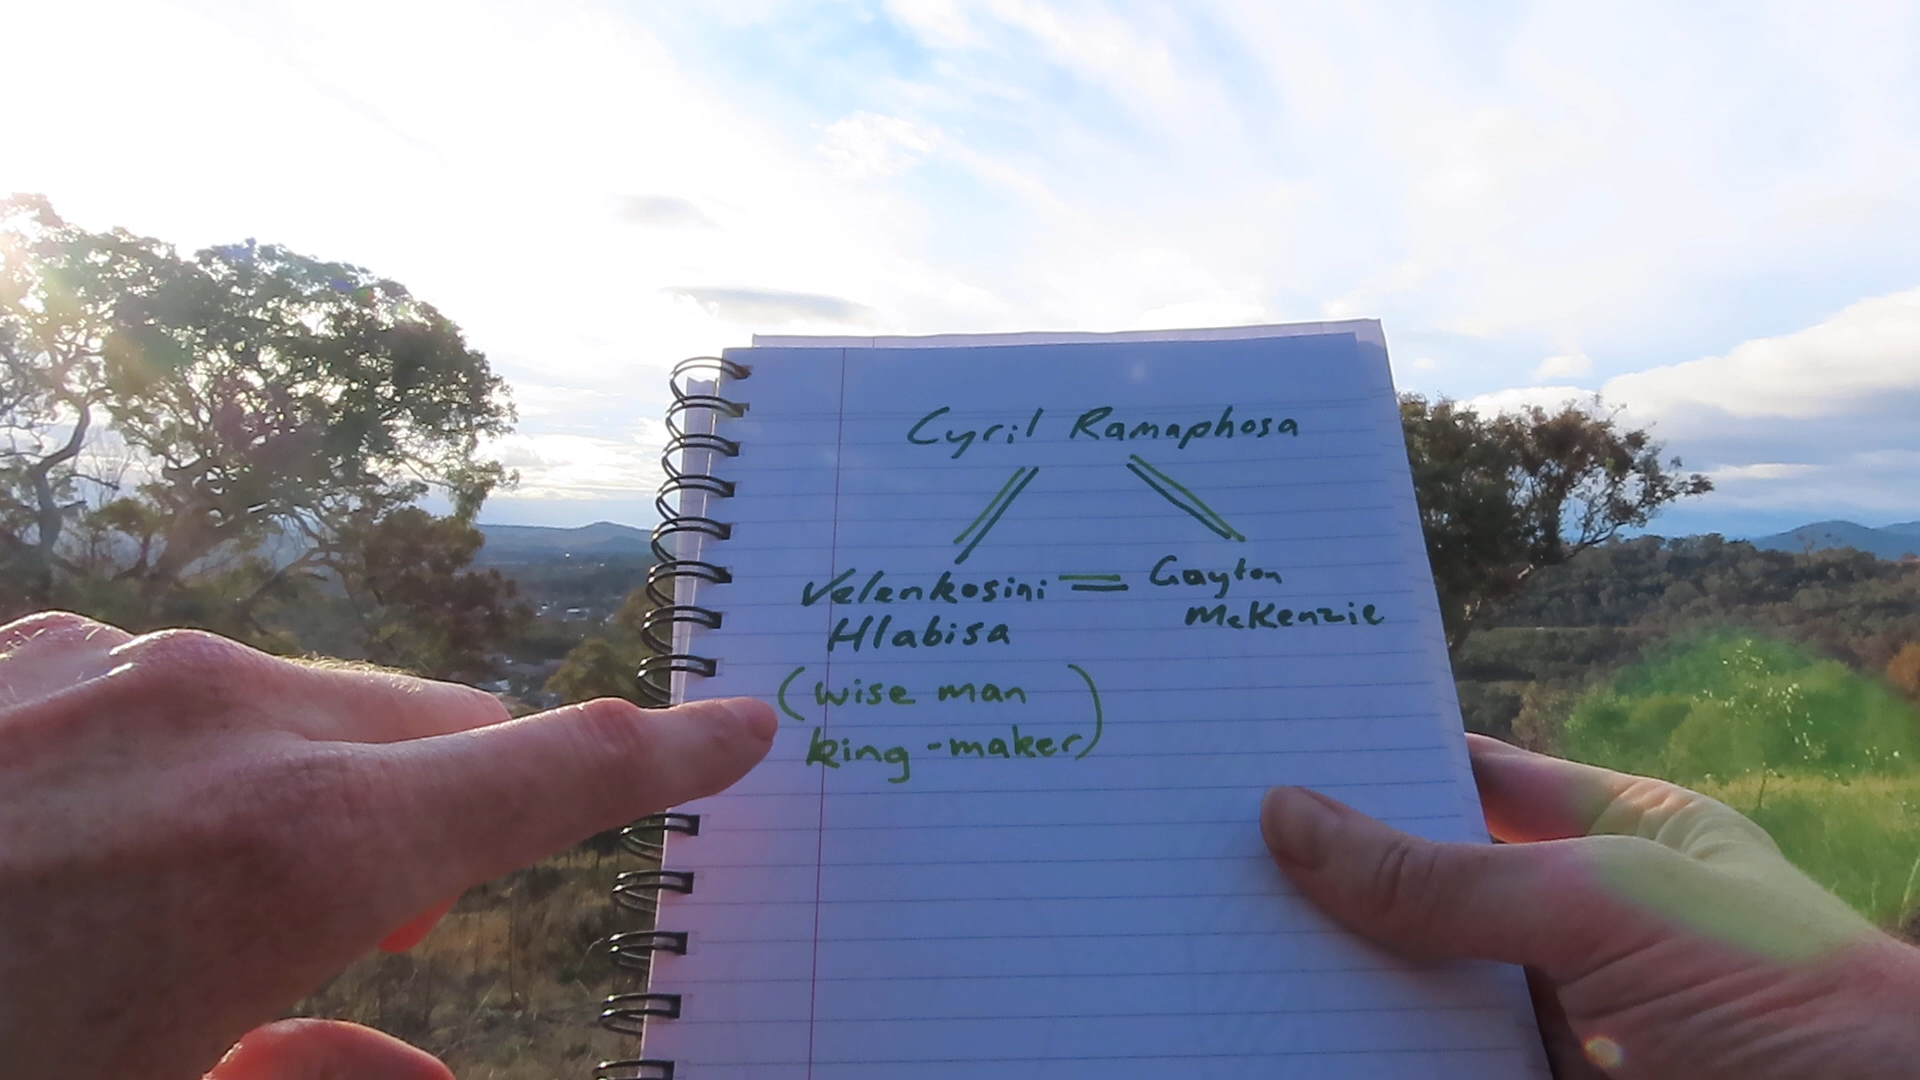 Cyril Ramaphosa
Velenkosini = Gayton
Hlabisa McKenzie
(wise man
king-maker)